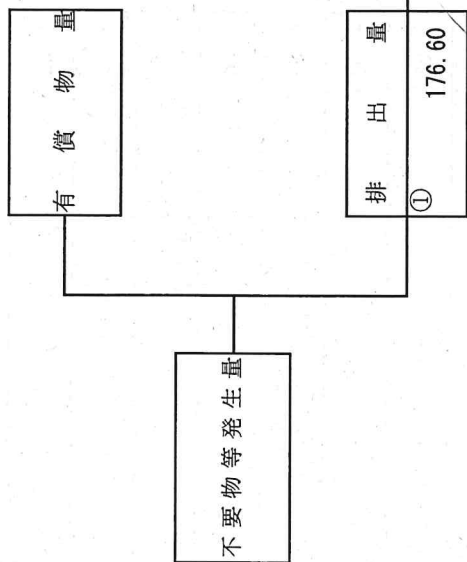 不要物等発生量
有償物量
排出量
①
176.60